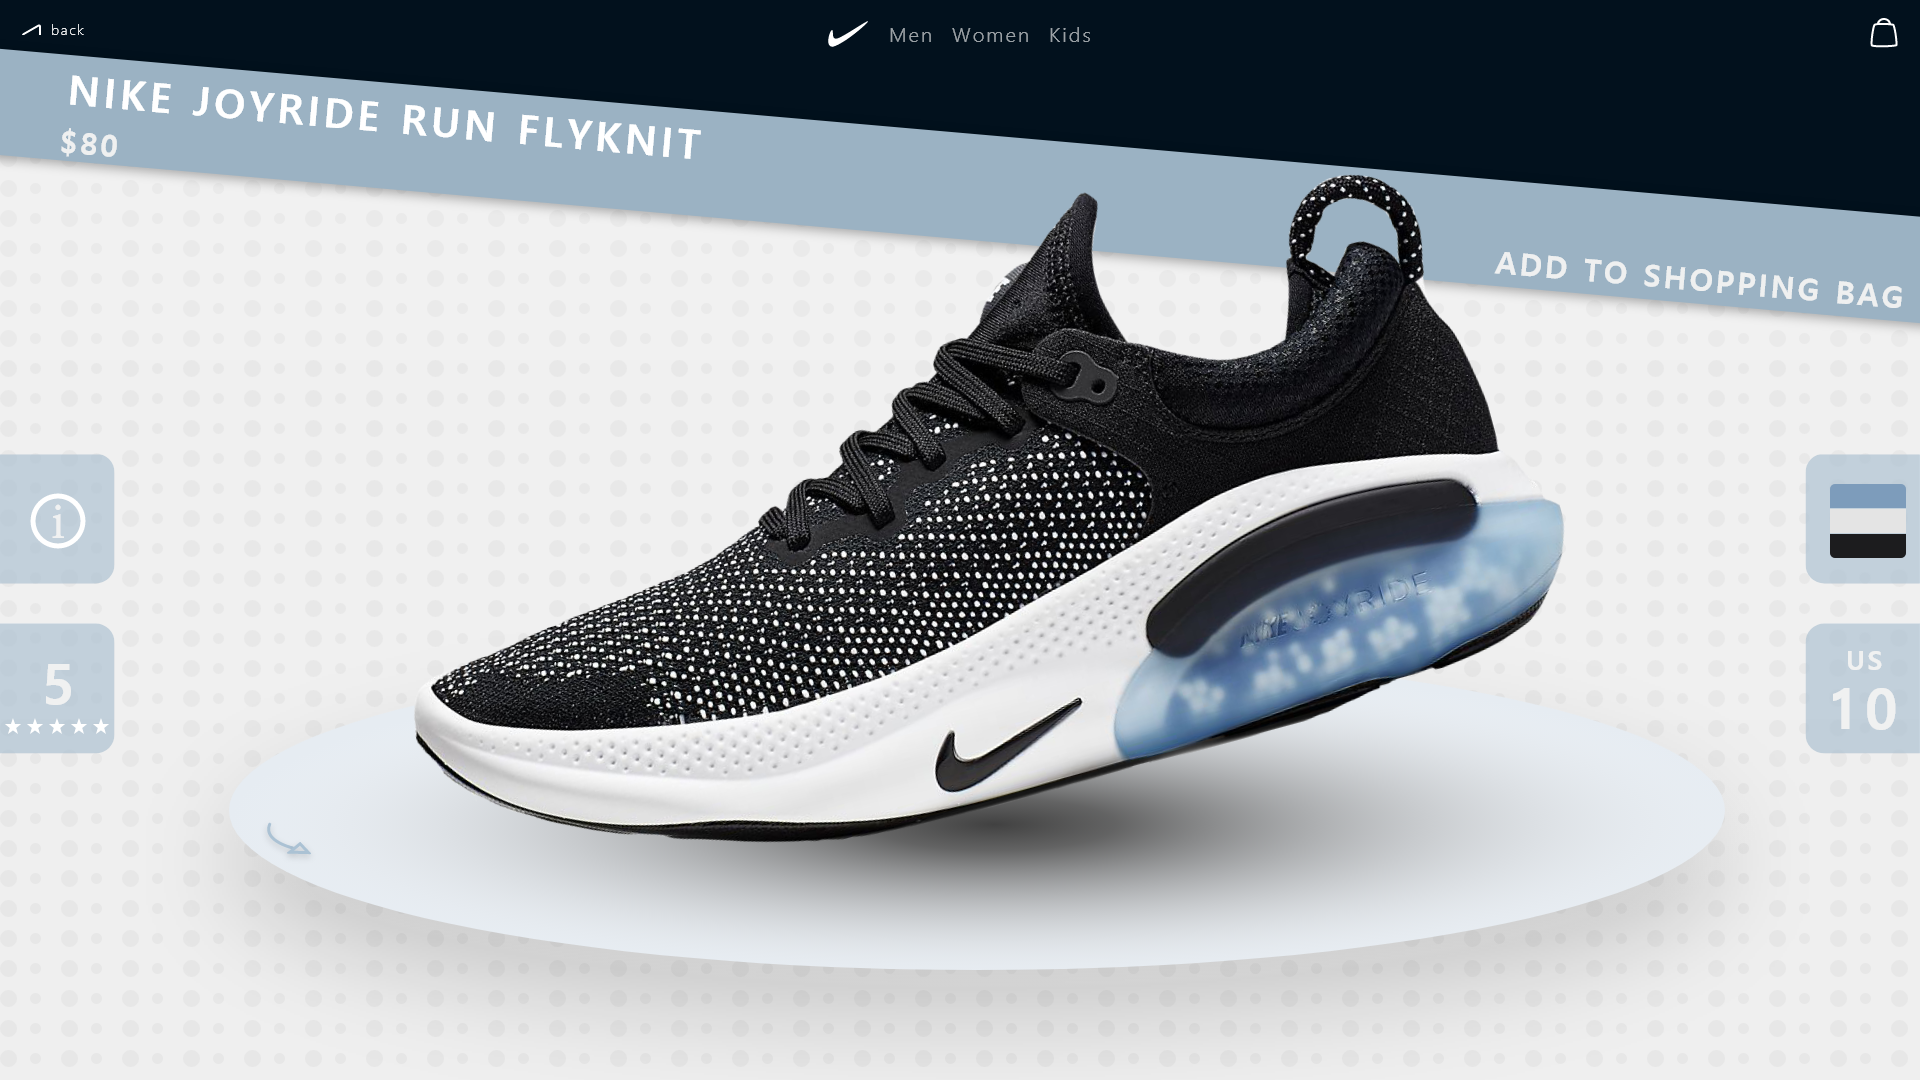 back
Men Women Kids
NIKE JOYRIDE RUN FLYKNIT
$80
ADD TO SHOPPING BAG
i
5
US
10
NIKE JOYRIDE